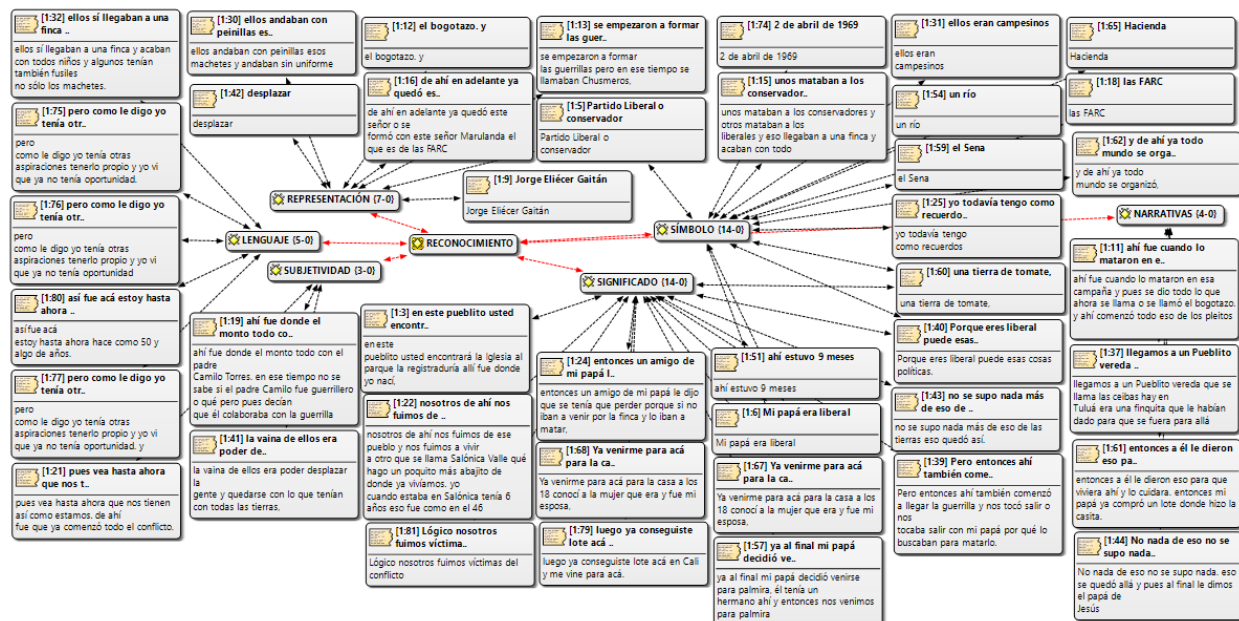 [1:32] ellos sí llegaban a una
finca ..
ellos sí llegaban a una finca y acaban
con todos niños y algunos tenían
también fusiles
no sólo los machetes.
[1:30] ellos andaban con
peinillas es..
ellos andaban con peinillas esos
machetes y andaban sin uniforme
[1:12] el bogotazo. y
el bogotazo. y
[1:13] se empezaron a formar
las guer..
se empezaron a formar
las guerrillas pero en ese tiempo se
llamaban Chusmeros,
[1:74] 2 de abril de 1969
2 de abril de 1969
[1:31] ellos eran campesinos
ellos eran
campesinos
[1:65] Hacienda
Hacienda
[1:42] desplazar
desplazar
[1:16] de ahí en adelante ya
quedó es..
de ahí en adelante ya quedó este
señor o se
formó con este señor Marulanda el
que es de las FARC
[1:5] Partido Liberal o
conservador
Partido Liberal o
conservador
[1:15] unos mataban a los
conservador..
unos mataban a los conservadores y
otros mataban a los
liberales y eso llegaban a una finca y
acaban con todo
[1:54] un río
un río
[1:18] las FARC
las FARC
[1:75] pero como le digo yo
tenía otr..
pero
como le digo yo tenía otras
aspiraciones tenerlo propio y yo vi
que ya no tenía oportunidad.
[1:59] el Sena
el Sena
[1:62] y de ahí ya todo
mundo se orga..
y de ahí ya todo
mundo se organizó,
[1:9] Jorge Eliécer Gaitán
Jorge Eliécer Gaitán
REPRESENTACIÓN {7-0}
[1:76] pero como le digo yo
tenía otr..
pero
como le digo yo tenía otras
aspiraciones tenerlo propio y yo vi
que ya no tenía oportunidad
[1:25] yo todavía tengo como
recuerdo..
yo todavía tengo
como recuerdos
NARRATIVAS {4-0}
LENGUAJE {5-0}
RECONOCIMIENTO
SÍMBOLO {14-0}
SUBJETIVIDAD {3-0}
SIGNIFICADO {14-0}
[1:11] ahí fue cuando lo
mataron en e..
ahí fue cuando lo mataron en esa
campaña y pues se dio todo lo que
ahora se llama o se llamó el bogotazo.
y ahí comenzó todo eso de los pleitos
[1:60] una tierra de tomate,
una tierra de tomate,
[1:80] así fue acá estoy hasta
ahora ..
así fue acá
estoy hasta ahora hace como 50 y
algo de años.
[1:19] ahí fue donde el
monto todo co..
ahí fue donde el monto todo con el
padre
Camilo Torres. en ese tiempo no se
sabe si el padre Camilo fue guerrillero
o qué pero pues decían
que él colaboraba con la guerrilla
[1:3] en este pueblito usted
encontr..
en este
pueblito usted encontrará la Iglesia al
parque la registraduría allí fue donde
yo nací,
[1:24] entonces un amigo de
mi papá l..
entonces un amigo de mi papá le dijo
que se tenía que perder porque si no
iban a venir por la finca y lo iban a
matar,
[1:51] ahí estuvo 9 meses
ahí estuvo 9 meses
[1:40] Porque eres liberal
puede esas..
Porque eres liberal puede esas cosas
políticas.
[1:37] llegamos a un Pueblito
vereda ..
llegamos a un Pueblito vereda que se
llama las ceibas hay en
Tuluá era una finquita que le habían
dado para que se fuera para allá
[1:77] pero como le digo yo
tenía otr..
pero
como le digo yo tenía otras
aspiraciones tenerlo propio y yo vi
que ya no tenía oportunidad. y
[1:22] nosotros de ahí nos
fuimos de ..
nosotros de ahí nos fuimos de ese
pueblo y nos fuimos a vivir
a otro que se llama Salónica Valle qué
hago un poquito más abajito de
donde ya vivíamos. yo
cuando estaba en Salónica tenía 6
años eso fue como en el 46
[1:6] Mi papá era liberal
Mi papá era liberal
[1:43] no se supo nada más
de eso de ..
no se supo nada más de eso de las
tierras eso quedó así.
[1:41] la vaina de ellos era
poder de..
la vaina de ellos era poder desplazar
la
gente y quedarse con lo que tenían
con todas las tierras,
[1:68] Ya venirme para acá
para la ca..
Ya venirme para acá para la casa a los
18 conocí a la mujer que era y fue mi
esposa,
[1:67] Ya venirme para acá
para la ca..
Ya venirme para acá para la casa a los
18 conocí a la mujer que era y fue mi
esposa,
[1:39] Pero entonces ahí
también come..
Pero entonces ahí también comenzó
a llegar la guerrilla y nos tocó salir o
nos
tocaba salir con mi papá por qué lo
buscaban para matarlo.
[1:61] entonces a él le dieron
eso pa..
entonces a él le dieron eso para que
viviera ahí y lo cuidara. entonces mi
papá ya compró un lote donde hizo la
casita.
[1:21] pues vea hasta ahora
que nos t..
pues vea hasta ahora que nos tienen
así como estamos. de ahí
fue que ya comenzó todo el conflicto.
[1:81] Lógico nosotros
fuimos víctima..
Lógico nosotros fuimos víctimas del
conflicto
[1:79] luego ya conseguiste
lote acá ..
luego ya conseguiste lote acá en Cali
y me vine para acá.
[1:57] ya al final mi papá
decidió ve..
ya al final mi papá decidió venirse
para palmira, él tenía un
hermano ahí y entonces nos venimos
para palmira
[1:44] No nada de eso no se
supo nada..
No nada de eso no se supo nada. eso
se quedó allá y pues al final le dimos
el papá de
Jesús